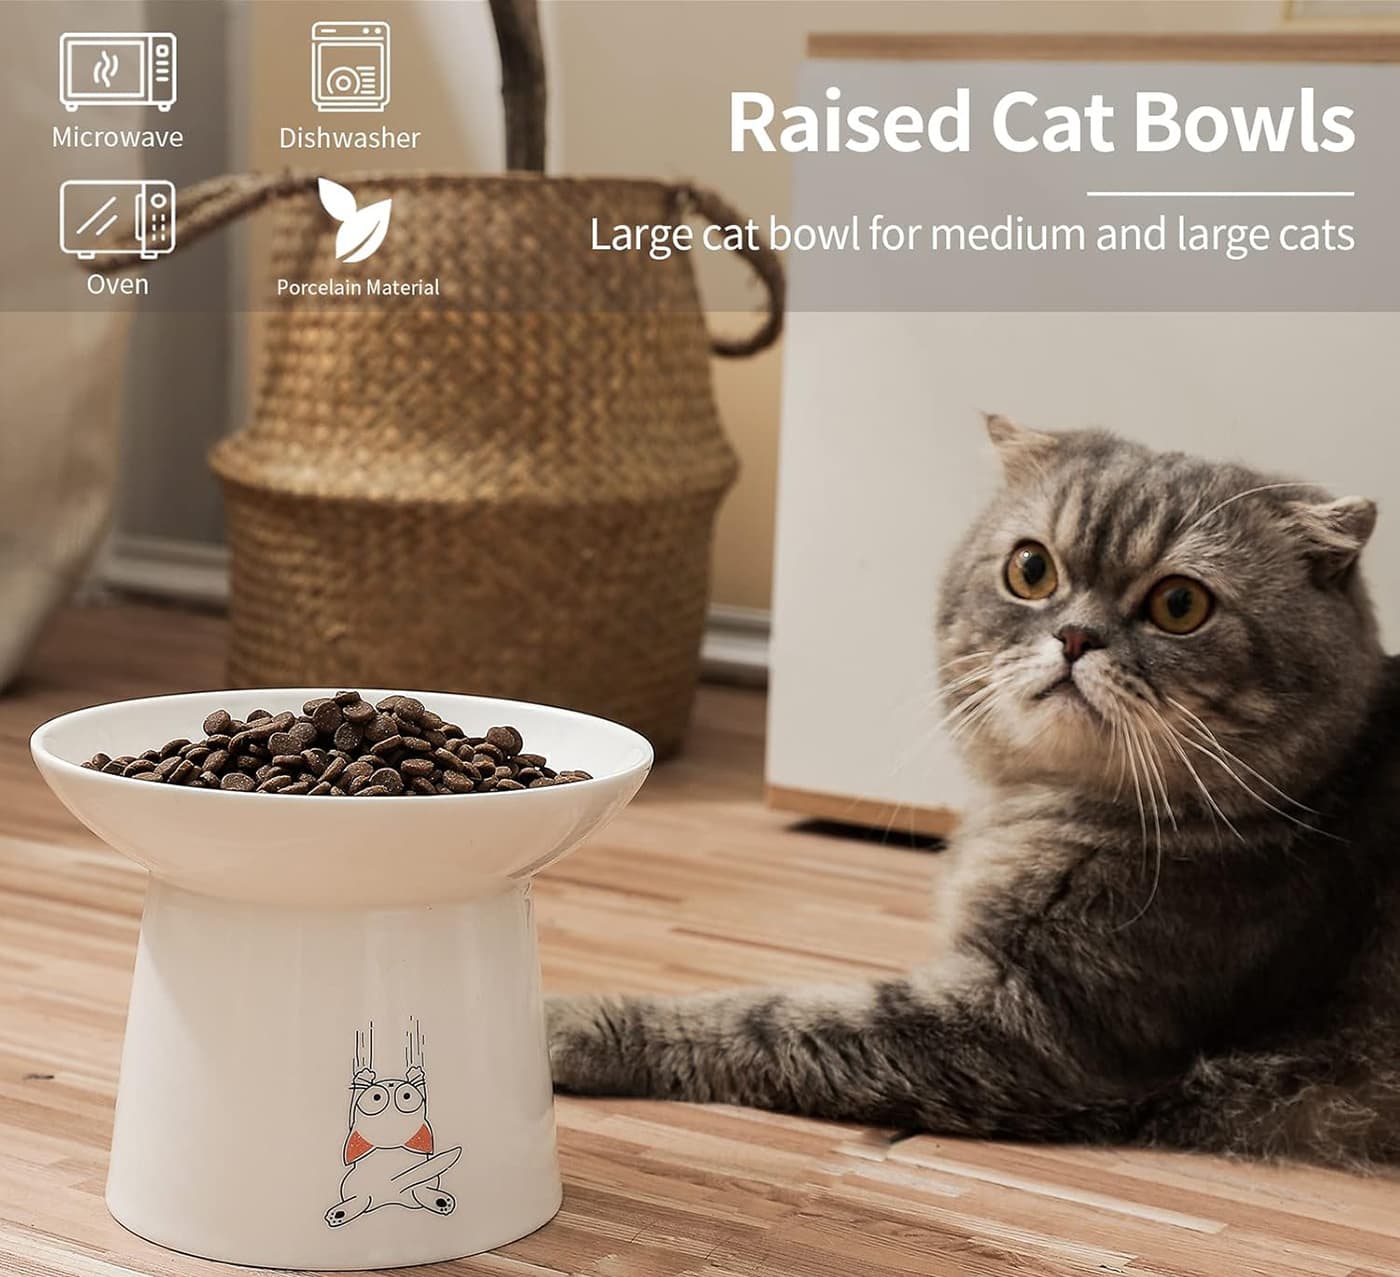 Microwave
Dishwasher
Oven
Porcelain Material
Raised Cat Bowls
Large cat bowl for medium and large cats